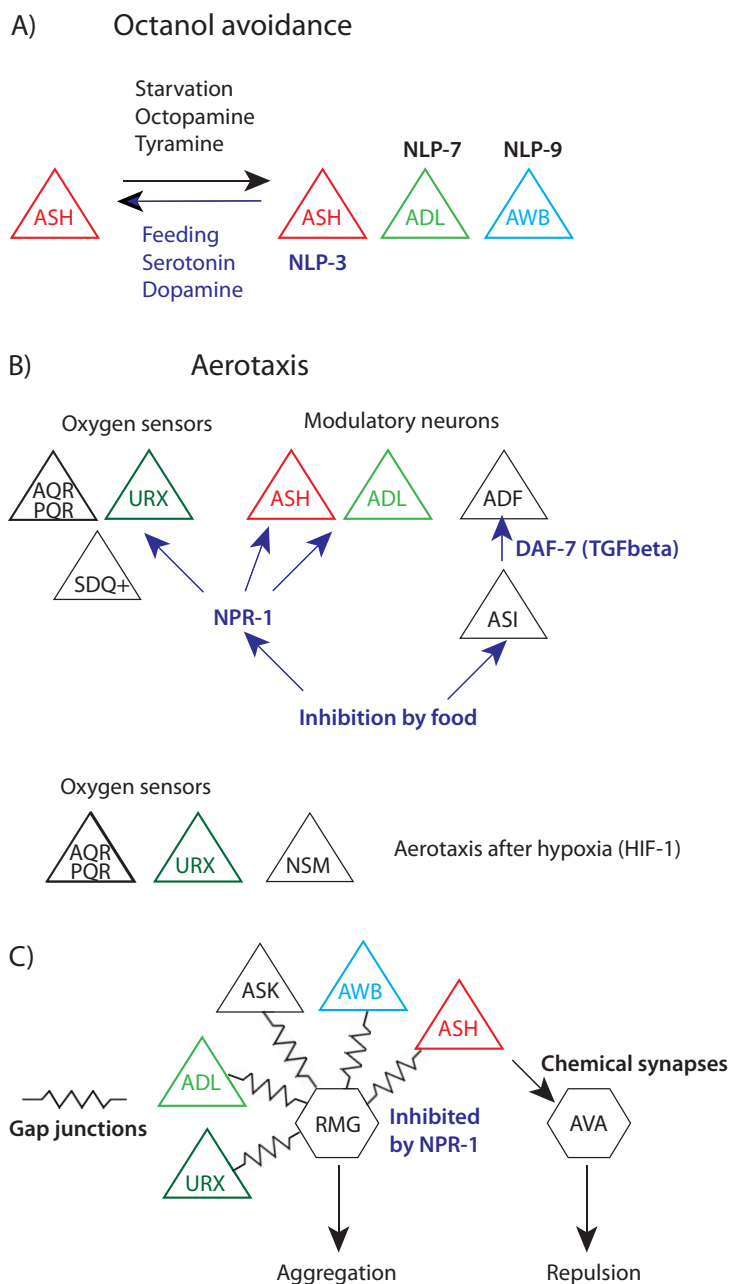 A) Octanol avoidance
Starvation
Octopamine
Tyramine
NLP-7 NLP-9
ASH ASH ADL AWB
Feeding NLP-3
Serotonin
Dopamine
B) Aerotaxis
Oxygen sensors Modulatory neurons
AQR
PQR URX ASH ADL ADF
DAF-7 (TGFbeta)
SDQ+
NPR-1 ASI
Inhibtion by food
Oxygen sensors
AQR
PQR URX NSM Aerotaxis after hypoxia (HIF-1)
C)
ASK AWB ASH
Chemical synapses
ADL
Gap junctions RMG Inhibited
by NPR-1 AVA
URX
Aggregation Repulsion